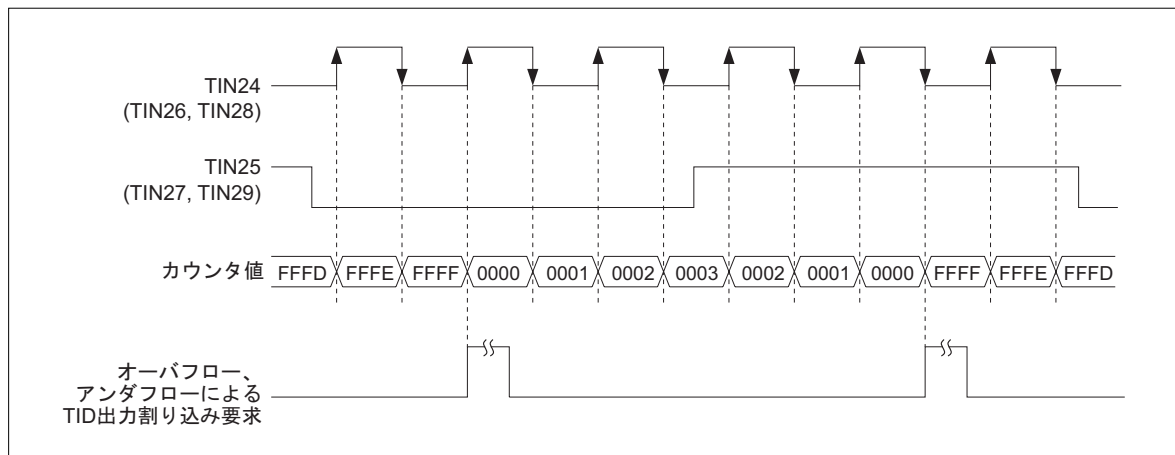 TIN24
(TIN26, TIN28)
TIN25
(TIN27, TIN29)
カウンタ値 FFFD FFFE FFFF 0000 0001 0002 0003 0002 0001 0000 FFFF FFFE FFFD
オーバフロー、
アンダフローによる
TID出力割り込み要求